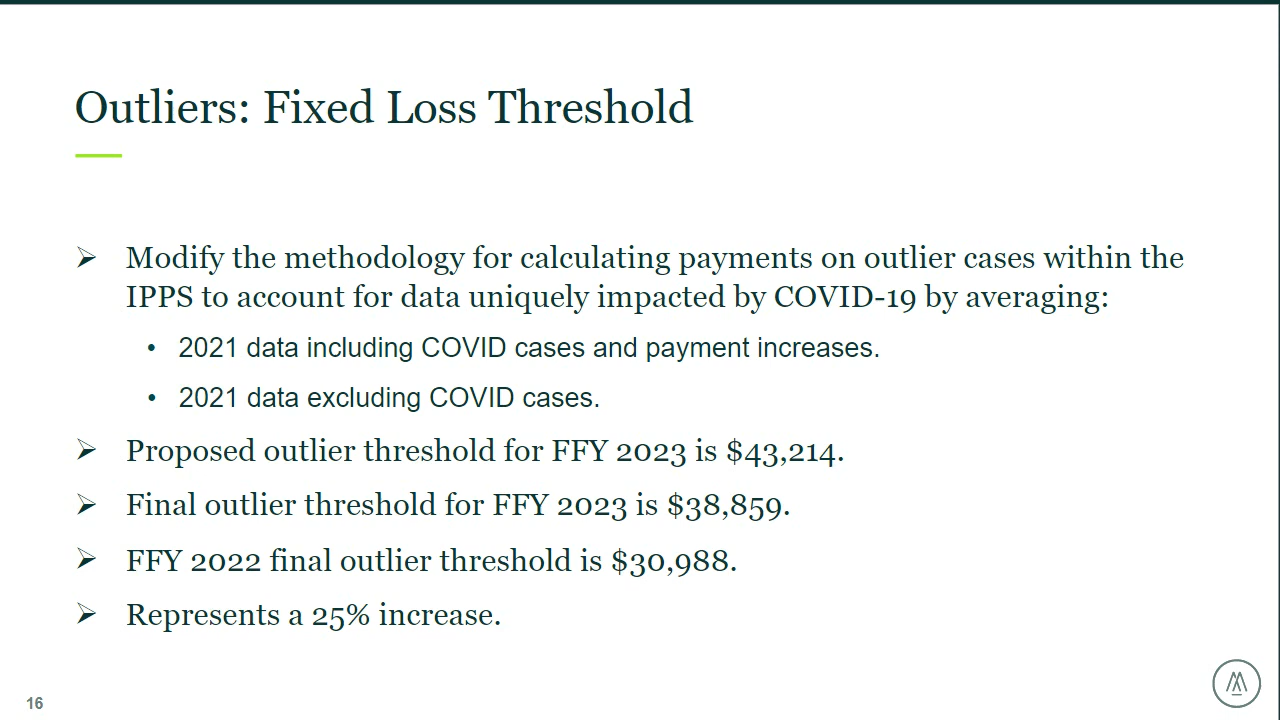 Outliers: Fixed Loss Threshold
➢ Modify the methodology for calculating payments on outlier cases within the
IPPS to account for data uniquely impacted by COVID-19 by averaging:
• 2021 data including COVID cases and payment increases.
• 2021 data excluding COVID cases.
➢ Proposed outlier threshold for FFY 2023 is $43,214.
➢ Final outlier threshold for FFY 2023 is $38,859.
➢ FFY 2022 final outlier threshold is $30,988.
➢ Represents a 25% increase.
16